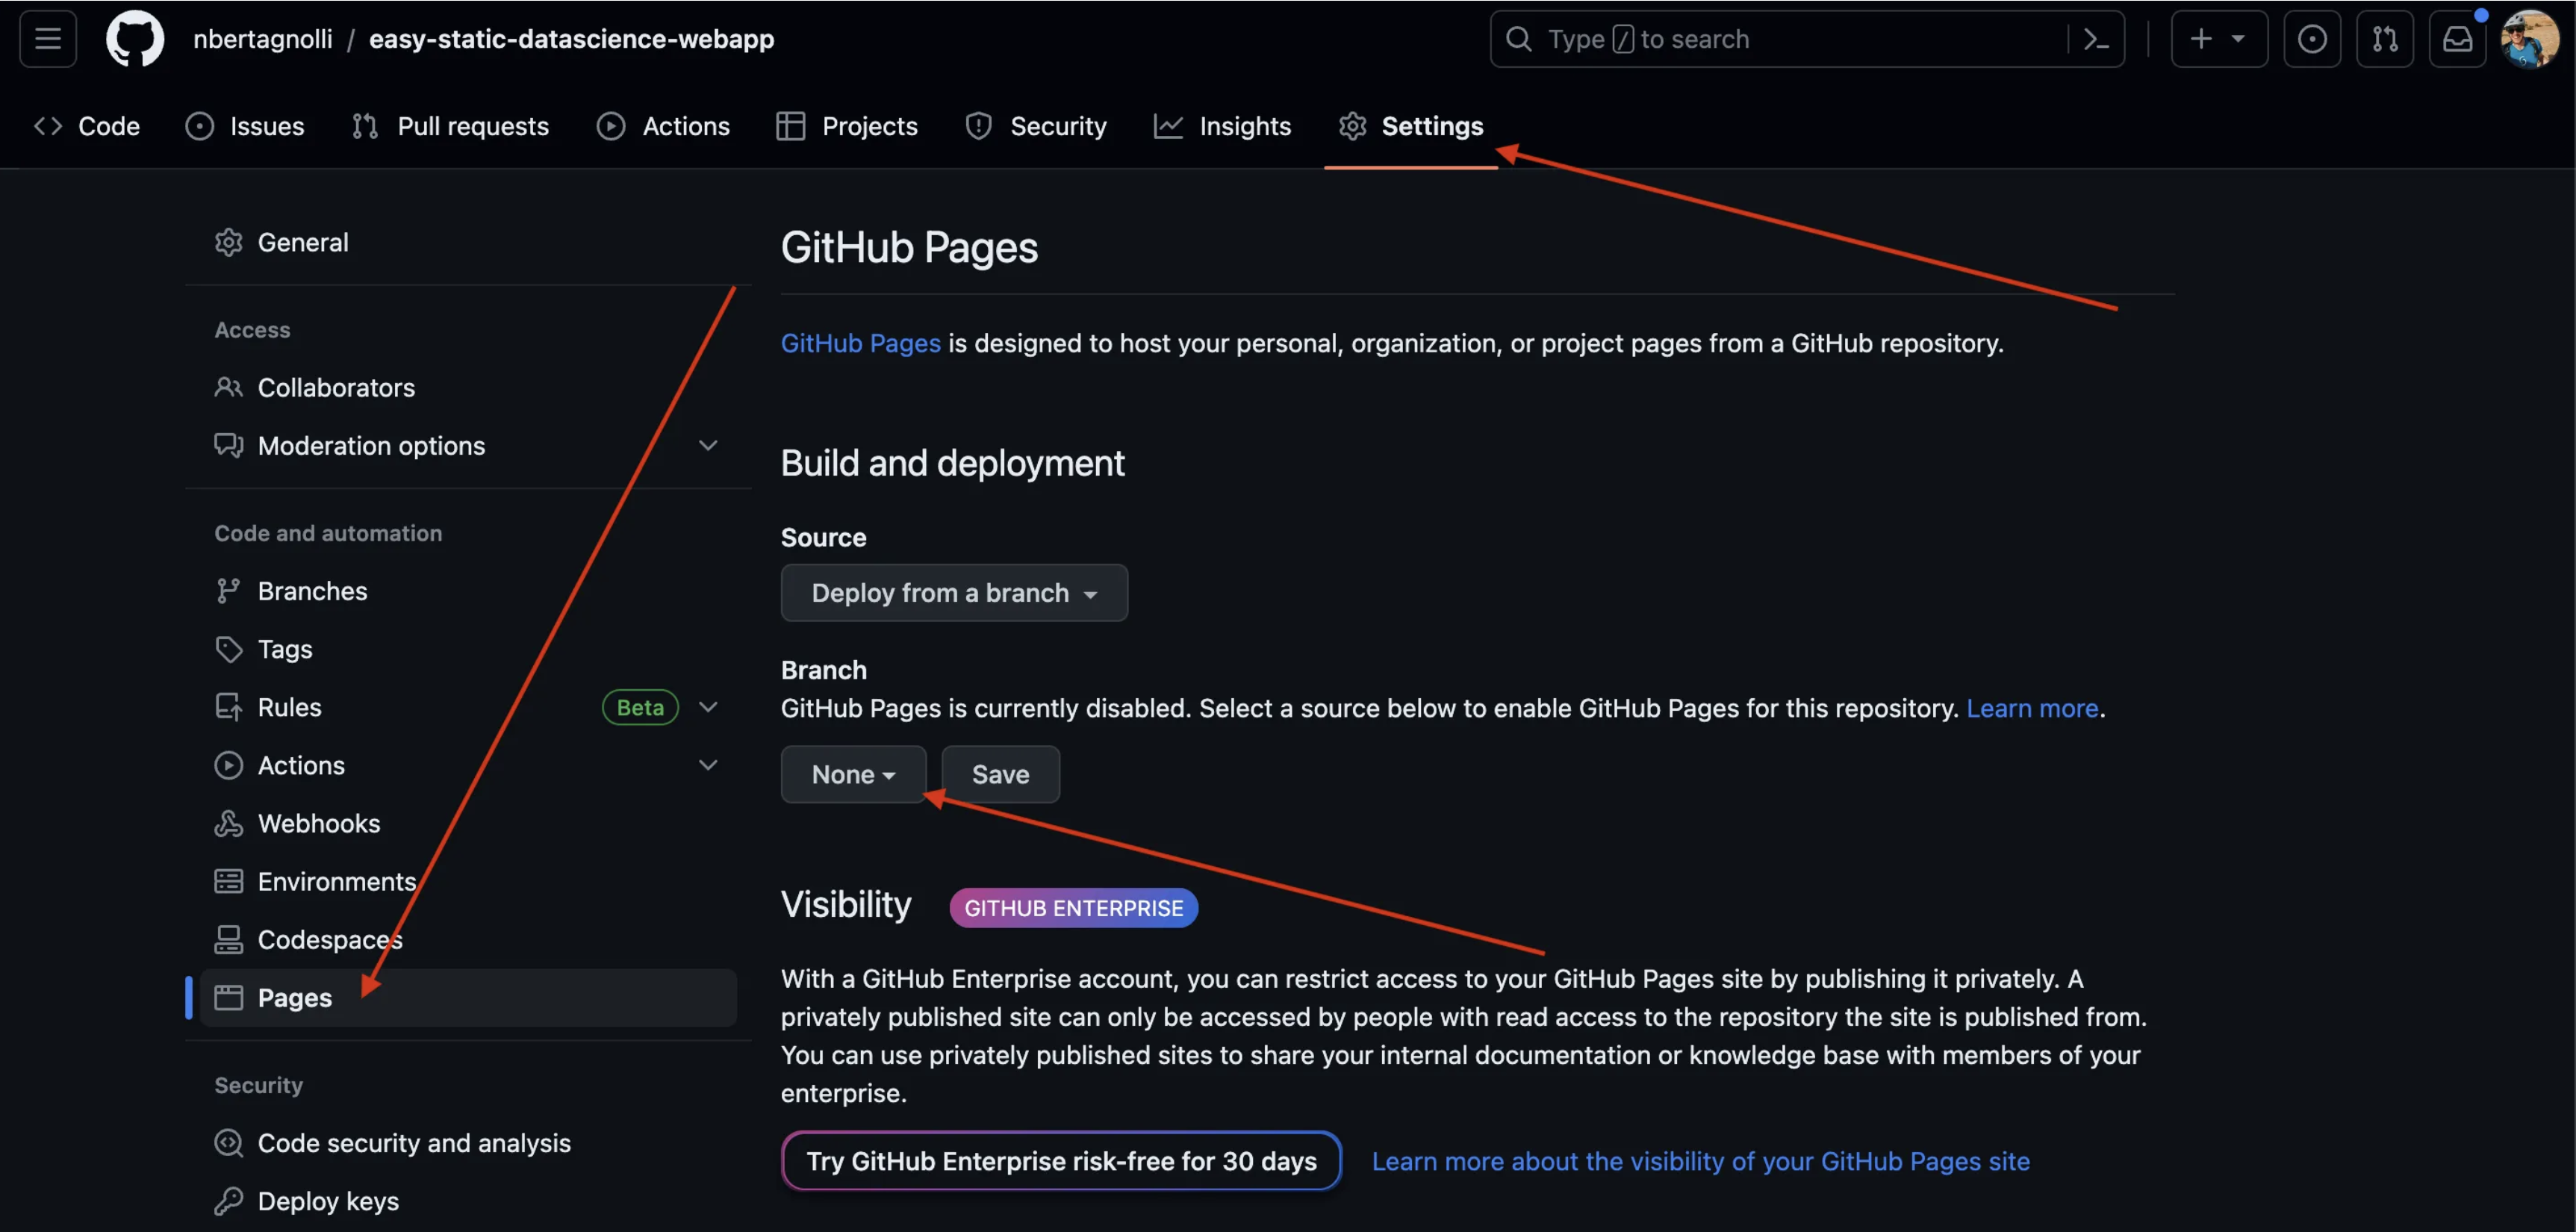 nbertagnolli / easy-static-datascience-webapp
Type / to search
Code Issues Pull requests Actions Projects Security Insights Settings
General
Access
Collaborators
Moderation options
Code and automation
Branches
Tags
Rules Beta
Actions
Webhooks
Environments
Codespaces
Pages
Security
Code security and analysis
Deploy keys
GitHub Pages
GitHub Pages is designed to host your personal, organization, or project pages from a GitHub repository.
Build and deployment
Source
Deploy from a branch
Branch
GitHub Pages is currently disabled. Select a source below to enable GitHub Pages for this repository. Learn more.
None Save
Visibility GITHUB ENTERPRISE
With a GitHub Enterprise account, you can restrict access to your GitHub Pages site by publishing it privately. A
privately published site can only be accessed by people with read access to the repository the site is published from.
You can use privately published sites to share your internal documentation or knowledge base with members of your
enterprise.
Try GitHub Enterprise risk-free for 30 days Learn more about the visibility of your GitHub Pages site